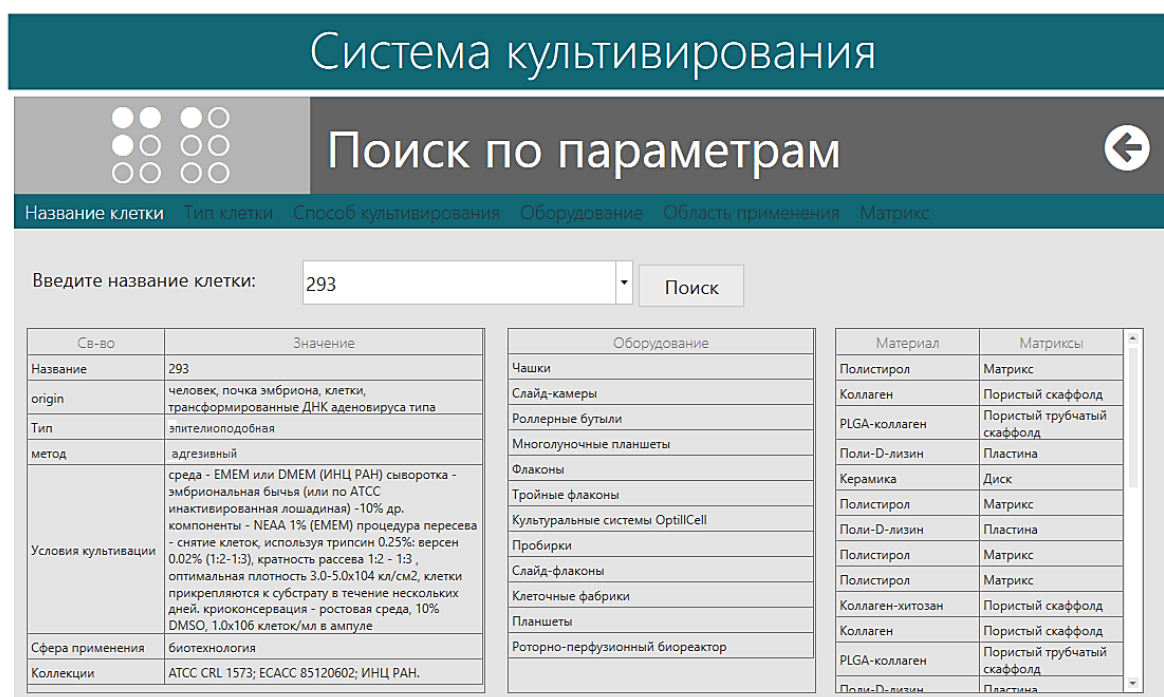 Система культивирования
Поиск по параметрам
Название клетки Тип клетки Способ культивирования Оборудование Область применения Матрикс
Введите название клетки: 293 Поиск
Св-во Значение
Название 293
origin человек, почка эмбриона, клетки,
трансформированные ДНК аденовируса типа
Тип эпителиоподобная
метод адгезивный
Условия культивации
среда - EMEM или DMEM (ИНЦ РАН) сыворотка -
эмбриональная бычья (или по ATCC
инактивированная лошадиная) -10% др.
компоненты - NEAA 1% (EMEM) процедура пересева
- снятие клеток, используя трипсин 0.25%: версен
0.02% (1:2-1:3), кратность рассева 1:2 - 1:3 ,
оптимальная плотность 3.0-5.0x104 кл/см2, клетки
прикрепляются к субстрату в течение нескольких
дней. криоконсервация - ростовая среда, 10%
DMSO, 1.0x106 клеток/мл в ампуле
Сфера применения биотехнология
Коллекции ATCC CRL 1573; ECACC 85120602; ИНЦ РАН.
Оборудование
Чашки
Слайд-камеры
Роллерные бутыли
Многолуночные планшеты
Флаконы
Тройные флаконы
Культуральные системы OptillCell
Пробирки
Слайд-флаконы
Клеточные фабрики
Планшеты
Роторно-перфузионный биореактор
Материал Матриксы
Полистирол Матрикс
Коллаген Пористый скаффолд
PLGA-коллаген Пористый трубчатый
скаффолд
Поли-D-лизин Пластина
Керамика Диск
Полистирол Матрикс
Поли-D-лизин Пластина
Полистирол Матрикс
Полистирол Матрикс
Коллаген-хитозан Пористый скаффолд
Коллаген Пористый скаффолд
PLGA-коллаген Пористый трубчатый
скаффолд
Поли-D-лизин Пластина